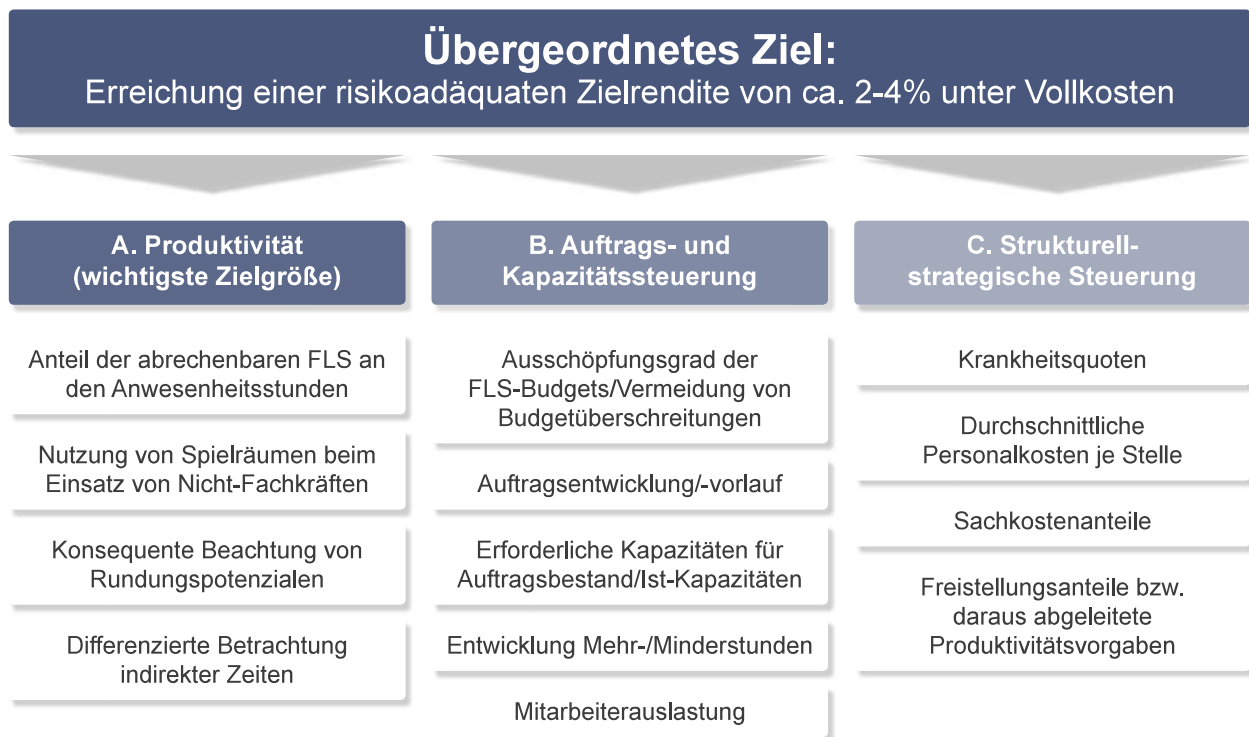 Übergeordnetes Ziel:
Erreichung einer risikoadäquaten Zielrendite von ca. 2-4% unter Vollkosten
A. Produktivität
(wichtigste Zielgröße)
Anteil der abrechenbaren FLS an
den Anwesenheitsstunden
Nutzung von Spielräumen beim
Einsatz von Nicht-Fachkräften
Konsequente Beachtung von
Rundungspotenzialen
Differenzierte Betrachtung
indirekter Zeiten
B. Auftrags- und
Kapazitätssteuerung
Ausschöpfungsgrad der
FLS-Budgets/Vermeidung von
Budgetüberschreitungen
Auftragsentwicklung/-vorlauf
Erforderliche Kapazitäten für
Auftragsbestand/Ist-Kapazitäten
Entwicklung Mehr-/Minderstunden
Mitarbeiterauslastung
C. Strukturell-
strategische Steuerung
Krankheitsquoten
Durchschnittliche
Personalkosten je Stelle
Sachkostenanteile
Freistellungsanteile bzw.
daraus abgeleitete
Produktivitätsvorgaben